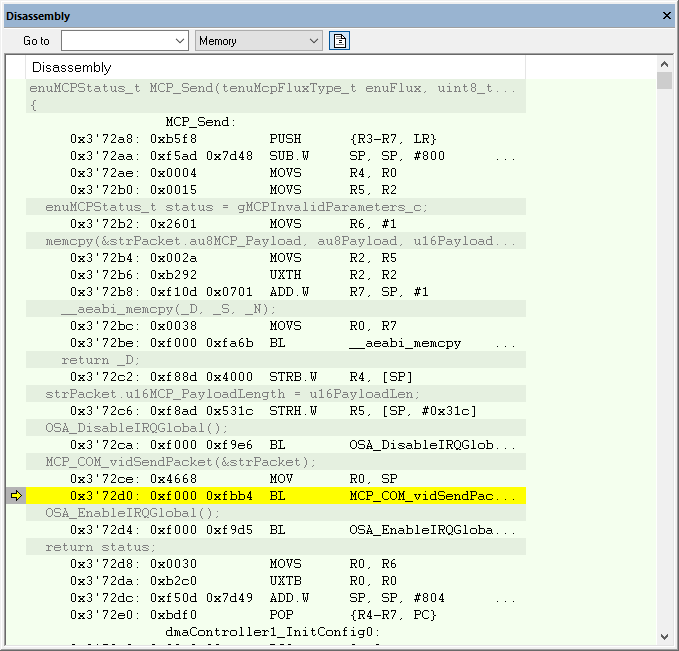 Disassembly
Go to Memory
Disassembly
enuMCPStatus_t MCP_Send(tenuMcpFluxType_t enuFlux, uint8_t...
{
MCP_Send:
0x3'72a8: 0xb5f8 PUSH {R3-R7, LR}
0x3'72aa: 0xf5ad 0x7d48 SUB.W SP, SP, #800 ...
0x3'72ae: 0x0004 MOVS R4, R0
0x3'72b0: 0x0015 MOVS R5, R2
enuMCPStatus_t status = gMCPInvalidParameters_c;
0x3'72b2: 0x2601 MOVS R6, #1
memcpy(&strPacket.au8MCP_Payload, au8Payload, u16Payload...
0x3'72b4: 0x002a MOVS R2, R5
0x3'72b6: 0xb292 UXTH R2, R2
0x3'72b8: 0xf10d 0x0701 ADD.W R7, SP, #1
__aeabi_memcpy(_D, _S, _N);
0x3'72bc: 0x0038 MOVS R0, R7
0x3'72be: 0xf000 0xfa6b BL __aeabi_memcpy ...
return _D;
0x3'72c2: 0xf88d 0x4000 STRB.W R4, [SP]
strPacket.u16MCP_PayloadLength = u16PayloadLen;
0x3'72c6: 0xf8ad 0x531c STRH.W R5, [SP, #0x31c]
OSA_DisableIRQGlobal();
0x3'72ca: 0xf000 0xf9e6 BL OSA_DisableIRQGlob...
MCP_COM_vidSendPacket(&strPacket);
0x3'72ce: 0x4668 MOV R0, SP
0x3'72d0: 0xf000 0xfbb4 BL MCP_COM_vidSendPac...
OSA_EnableIRQGlobal();
0x3'72d4: 0xf000 0xf9d5 BL OSA_EnableIRQGloba...
return status;
0x3'72d8: 0x0030 MOVS R0, R6
0x3'72da: 0xb2c0 UXTB R0, R0
0x3'72dc: 0xf50d 0x7d49 ADD.W SP, SP, #804 ...
0x3'72e0: 0xbdf0 POP {R4-R7, PC}
dmaController1_InitConfig0: